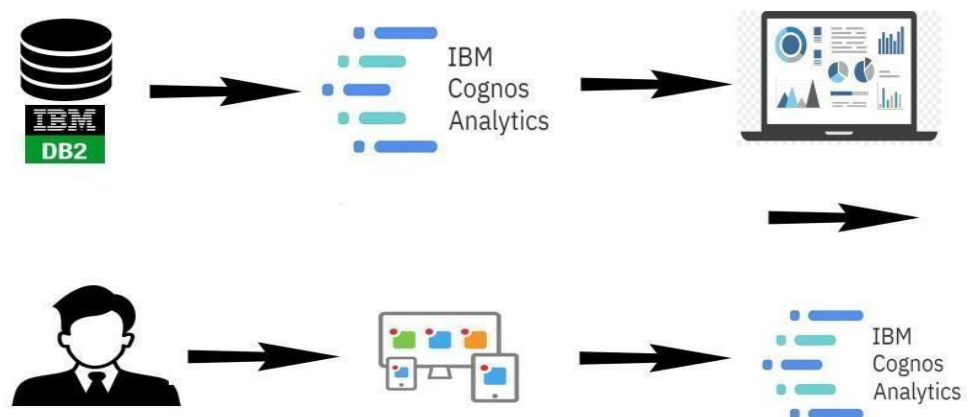 IBM
Cognos
Analytics
IBM
DB2
IBM
Cognos
Analytics